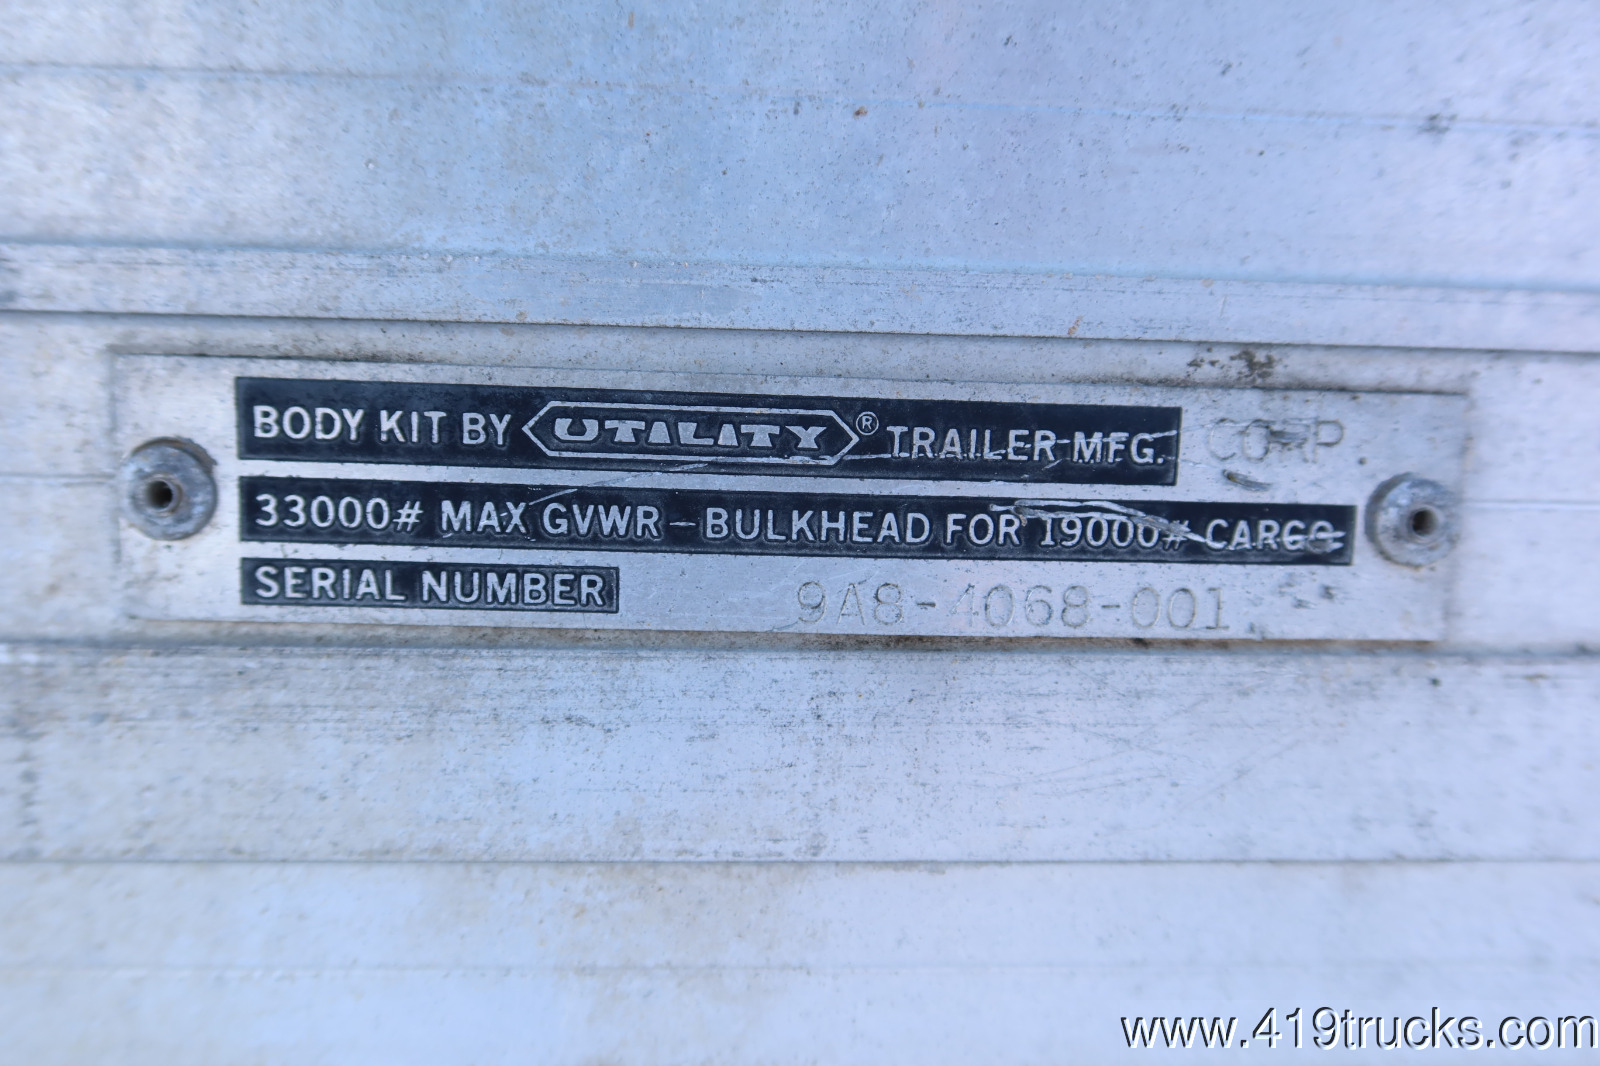 BODY KIT BY UTILITY® TRAILER MFG. CORP
33000# MAX GVWR – BULKHEAD FOR 19000# CARGO
SERIAL NUMBER 9A8-4068-001
www.419trucks.com